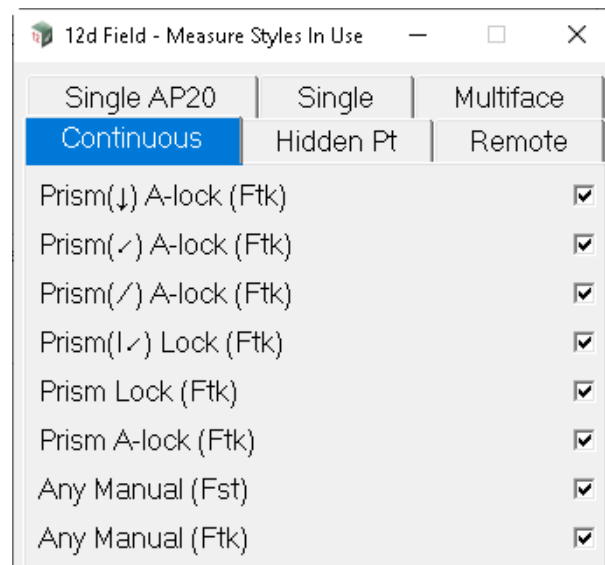 12d Field - Measure Styles In Use
Single AP20 Single Multiface
Continuous Hidden Pt Remote
Prism(↓) A-lock (Ftk)
Prism(✓) A-lock (Ftk)
Prism(/) A-lock (Ftk)
Prism(I✓) Lock (Ftk)
Prism Lock (Ftk)
Prism A-lock (Ftk)
Any Manual (Fst)
Any Manual (Ftk)